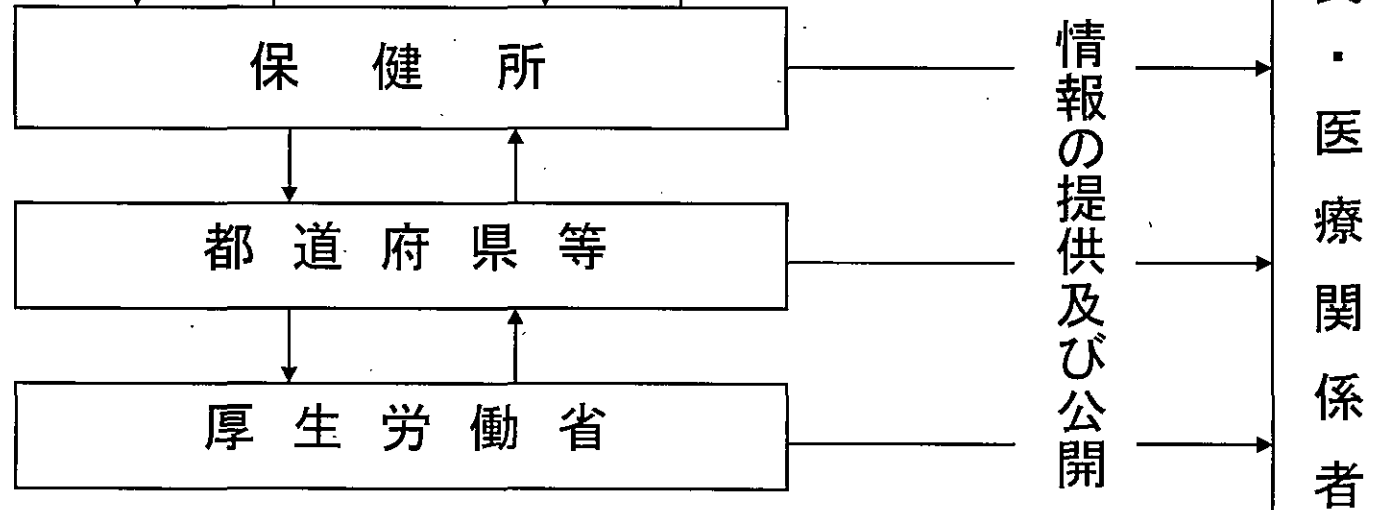 保健所
都道府県等
厚生労働省
情報の提供及び公開
・医療関係者